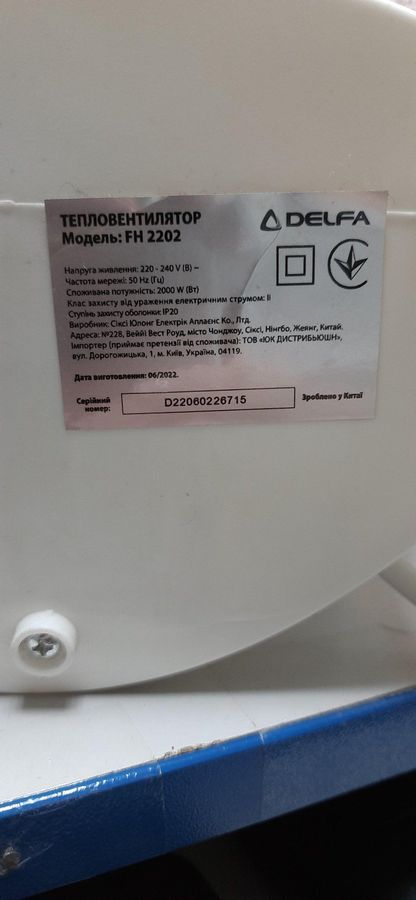 ТЕПЛОВЕНТИЛЯТОР
DELFA
Модель: FH 2202
Напруга живлення: 220 - 240 V (В) ~
Частота мережі: 50 Hz (Гц)
Споживана потужність: 2000 W (Вт)
Клас захисту від ураження електричним струмом: II
Ступінь захисту оболонки: IP20
Виробник: Сіксі Юлонг Електрік Аплаєнс Ко., Лтд.
Адреса: №228, Веййі Вест Роуд, місто Чонджоу, Сіксі, Нінгбо, Жеянг, Китай.
Імпортер (приймає претензії від споживача): ТОВ «ЮК ДИСТРИБЬЮШН»,
вул. Дорогожицька, 1, м. Київ, Україна, 04119.
Дата виготовлення: 06/2022.
Серійний номер: D22060226715 Зроблено у Китаї